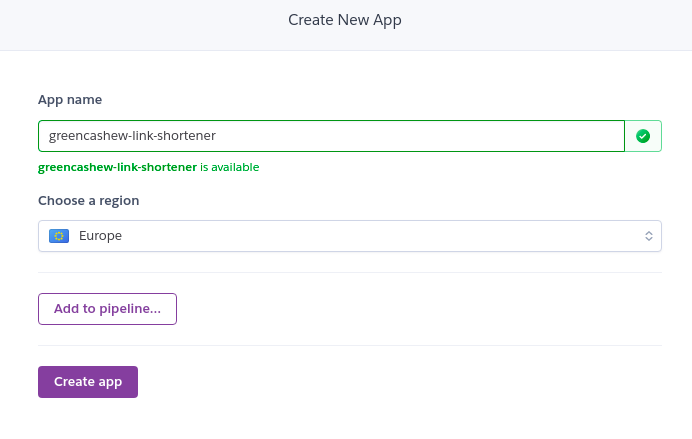 Create New App
App name
greencashew-link-shortener
greencashew-link-shortener is available
Choose a region
Europe
Add to pipeline...
Create app